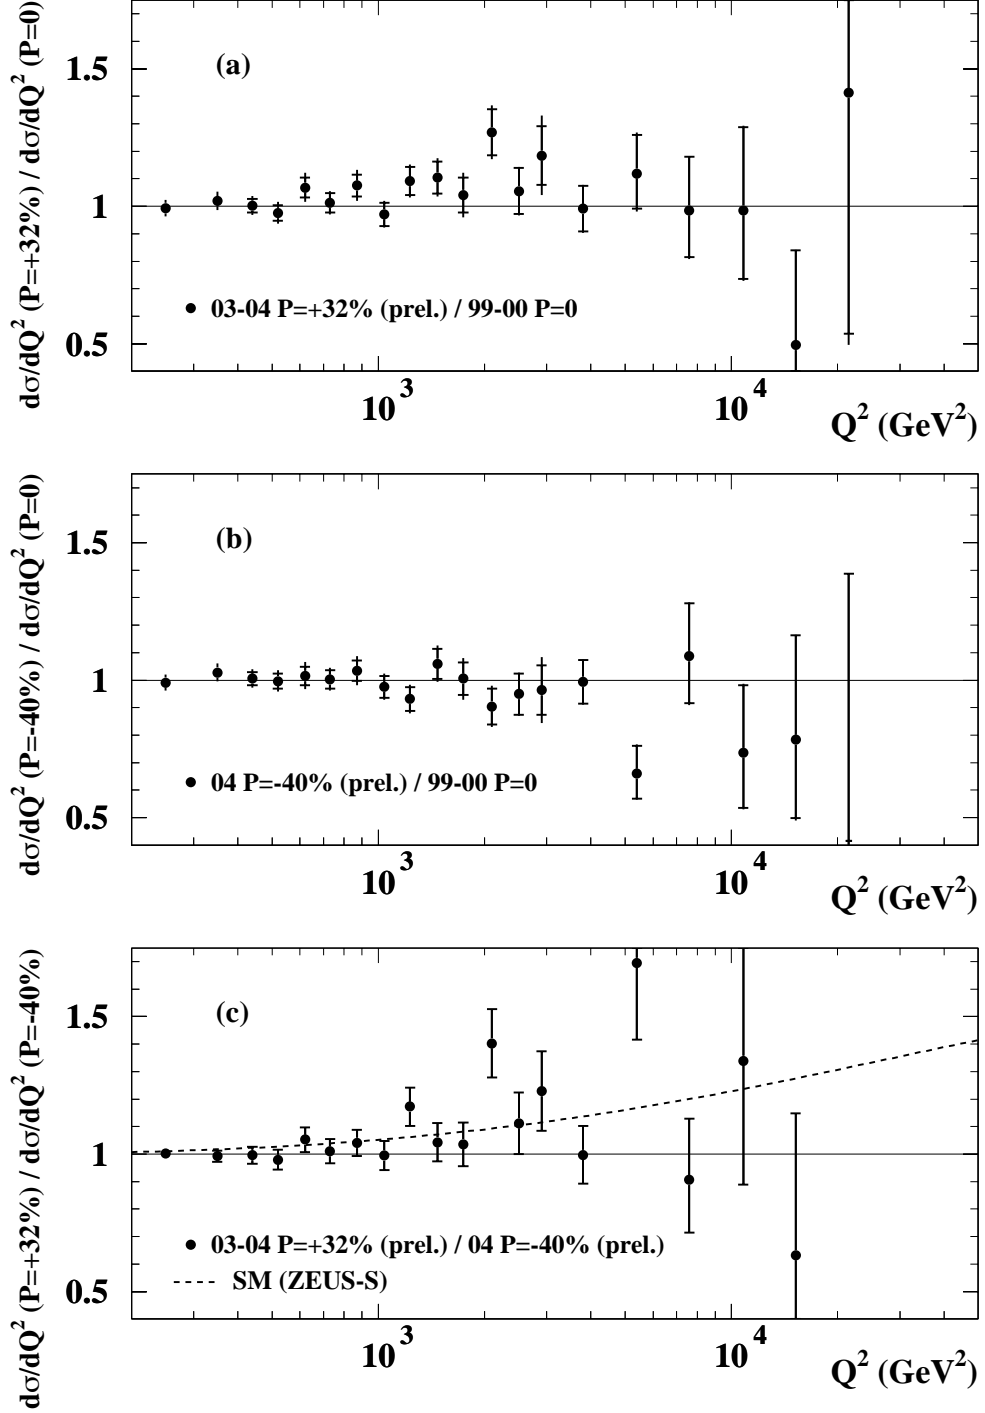 dσ/dQ² (P=+32%) / dσ/dQ² (P=0)
1.5
(a)
1
03-04 P=+32% (prel.) / 99-00 P=0
0.5
10³
10⁴
Q² (GeV²)
dσ/dQ² (P=-40%) / dσ/dQ² (P=0)
1.5
(b)
1
04 P=-40% (prel.) / 99-00 P=0
0.5
10³
10⁴
Q² (GeV²)
dσ/dQ² (P=+32%) / dσ/dQ² (P=-40%)
1.5
(c)
1
03-04 P=+32% (prel.) / 04 P=-40% (prel.)
SM (ZEUS-S)
0.5
10³
10⁴
Q² (GeV²)